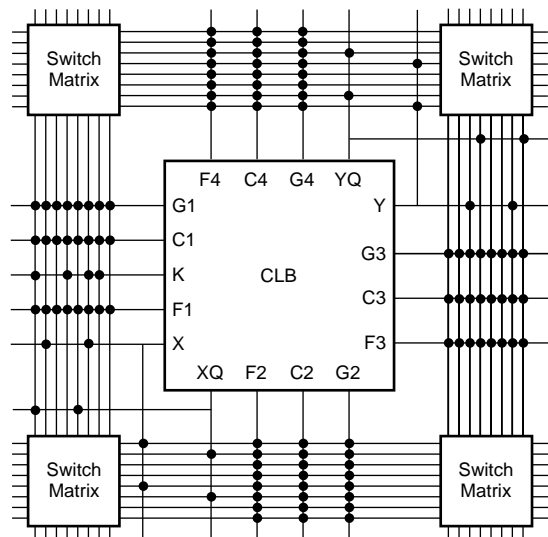 Switch
Matrix
Switch
Matrix
F4 C4 G4 YQ
G1
Y
C1
G3
K
CLB
C3
F1
X
F3
XQ F2 C2 G2
Switch
Matrix
Switch
Matrix